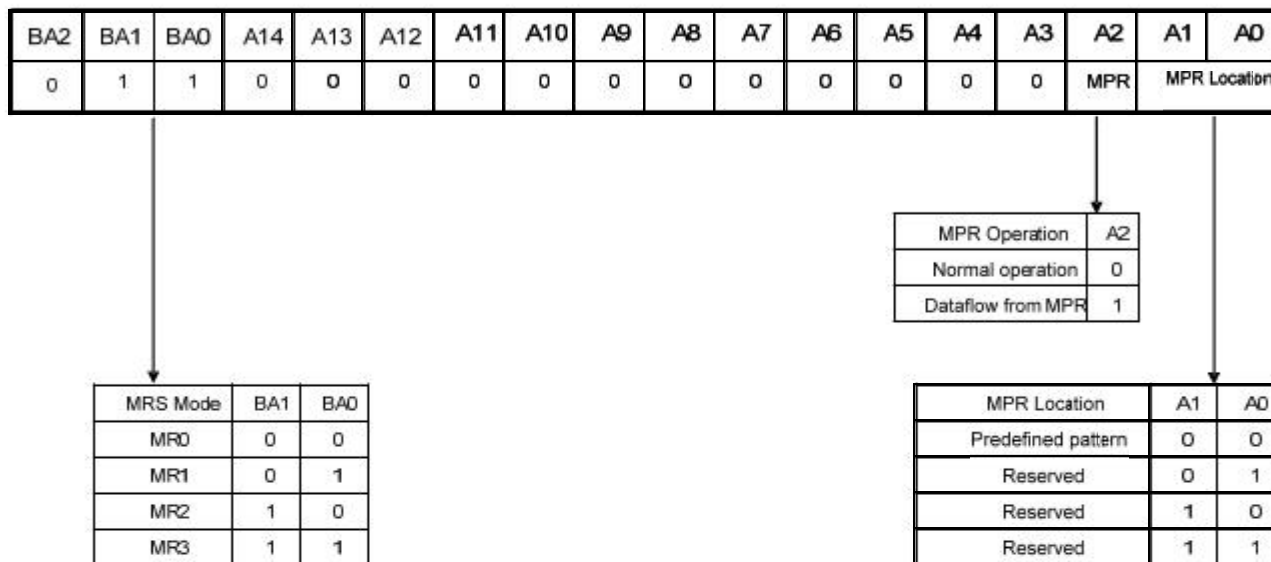 BA2 BA1 BA0 A14 A13 A12 A11 A10 A9 A8 A7 A6 A5 A4 A3 A2 A1 A0
0 1 1 0 0 0 0 0 0 0 0 0 0 0 0 MPR MPR Location
MPR Operation A2
Normal operation 0
Dataflow from MPR 1
MRS Mode BA1 BA0
MR0 0 0
MR1 0 1
MR2 1 0
MR3 1 1
MPR Location A1 A0
Predefined pattern 0 0
Reserved 0 1
Reserved 1 0
Reserved 1 1